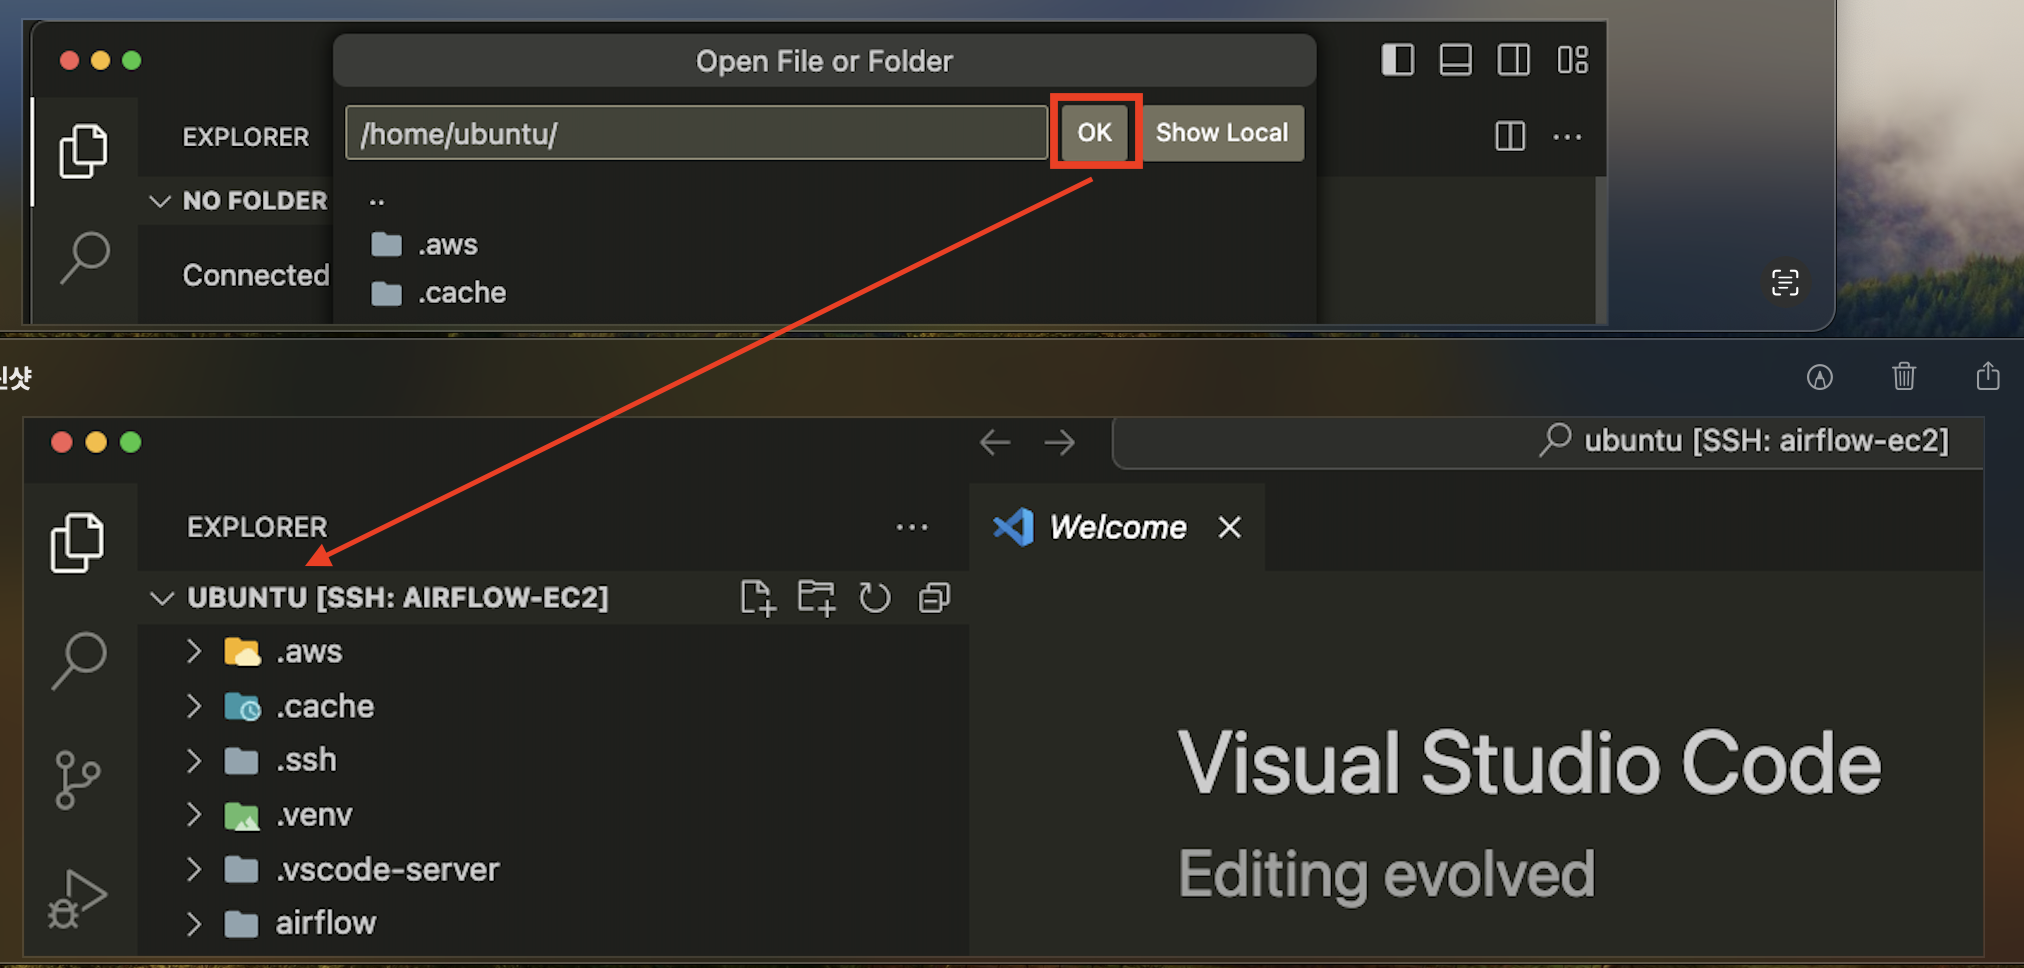 Open File or Folder
EXPLORER
/home/ubuntu/
OK
Show Local
NO FOLDER
..
.aws
Connected
.cache
ubuntu [SSH: airflow-ec2]
EXPLORER
Welcome
UBUNTU [SSH: AIRFLOW-EC2]
.aws
.cache
.ssh
.venv
.vscode-server
airflow
Visual Studio Code
Editing evolved